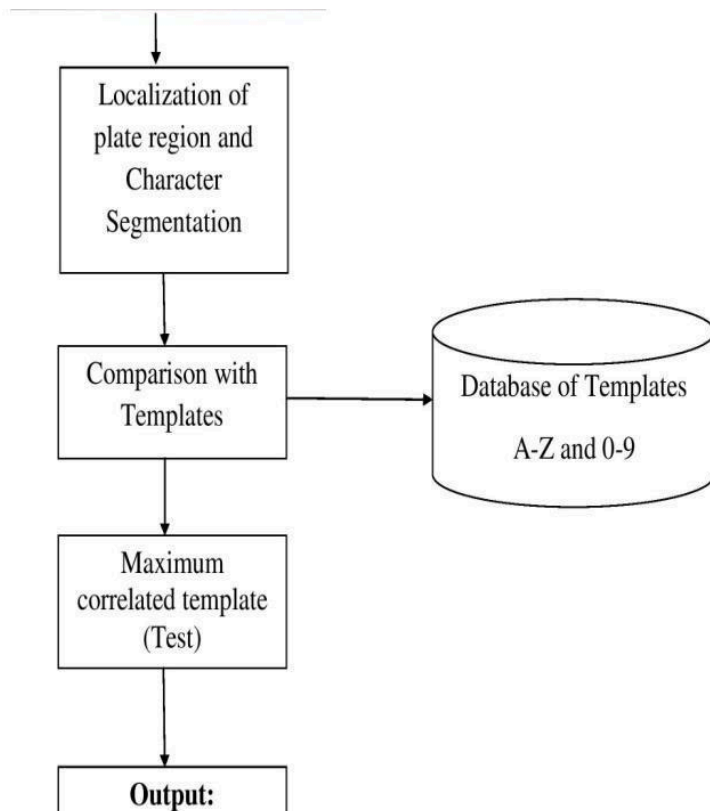 Localization of
plate region and
Character
Segmentation
Comparison with
Templates
Database of Templates
A-Z and 0-9
Maximum
correlated template
(Test)
Output: